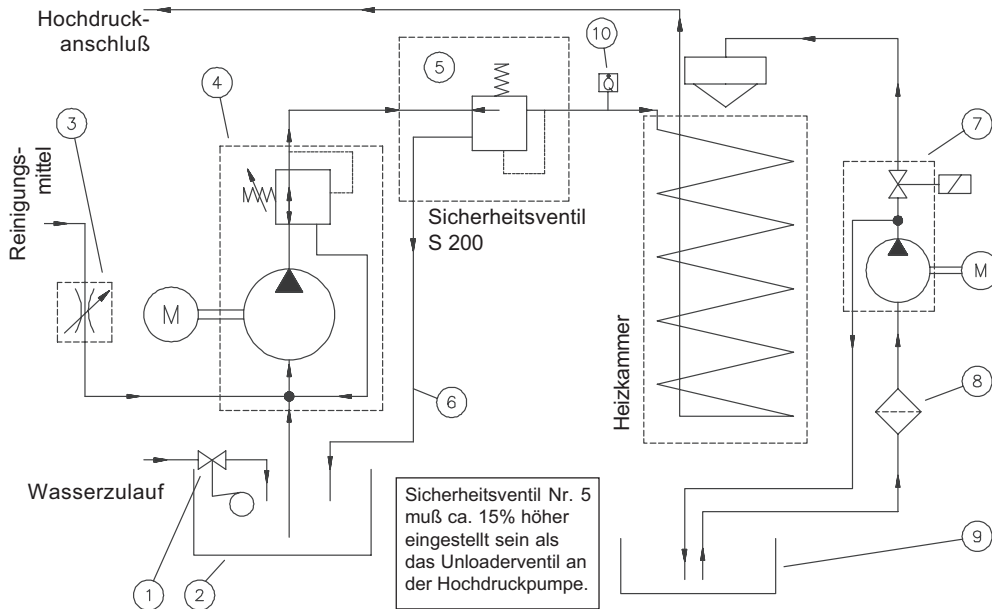 Hochdruck-
anschluß
10
5
4
3
7
Reinigungs-
mittel
Q
Sicherheitsventil
S 200
M
M
Heizkammer
6
8
Wasserzulauf
Sicherheitsventil Nr. 5
muß ca. 15% höher
eingestellt sein als
das Unloaderventil an
der Hochdruckpumpe.
9
1
2